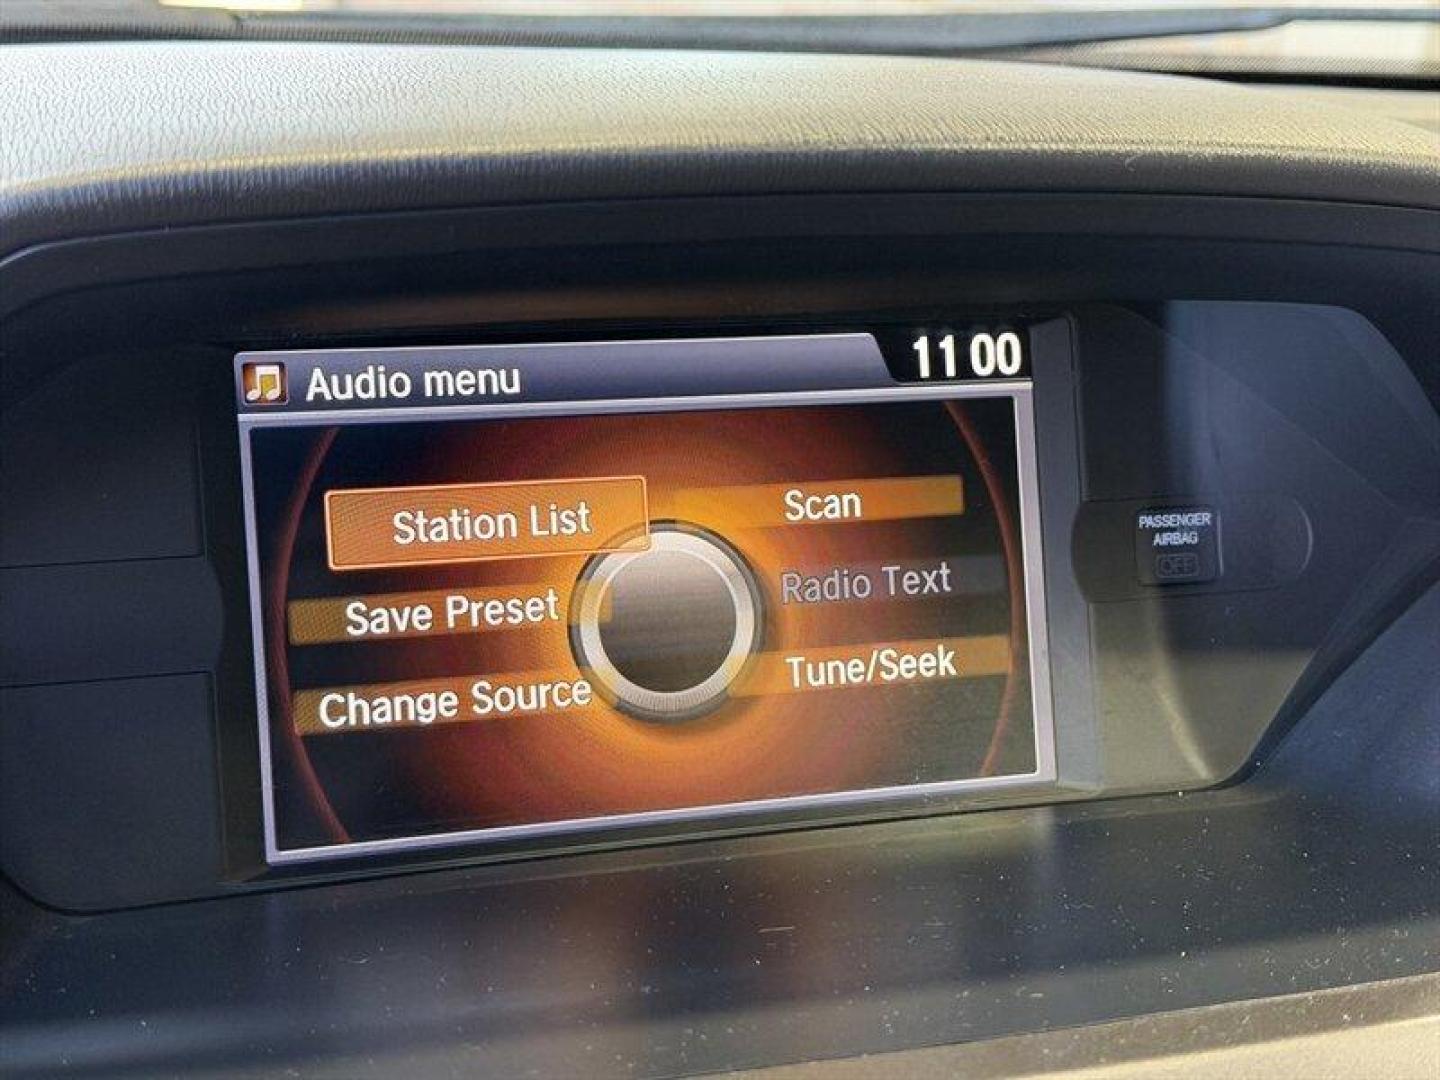 Audio menu
11 00
Station List
Scan
Save Preset
Radio Text
Change Source
Tune/Seek
PASSENGER
AIRBAG
OFF